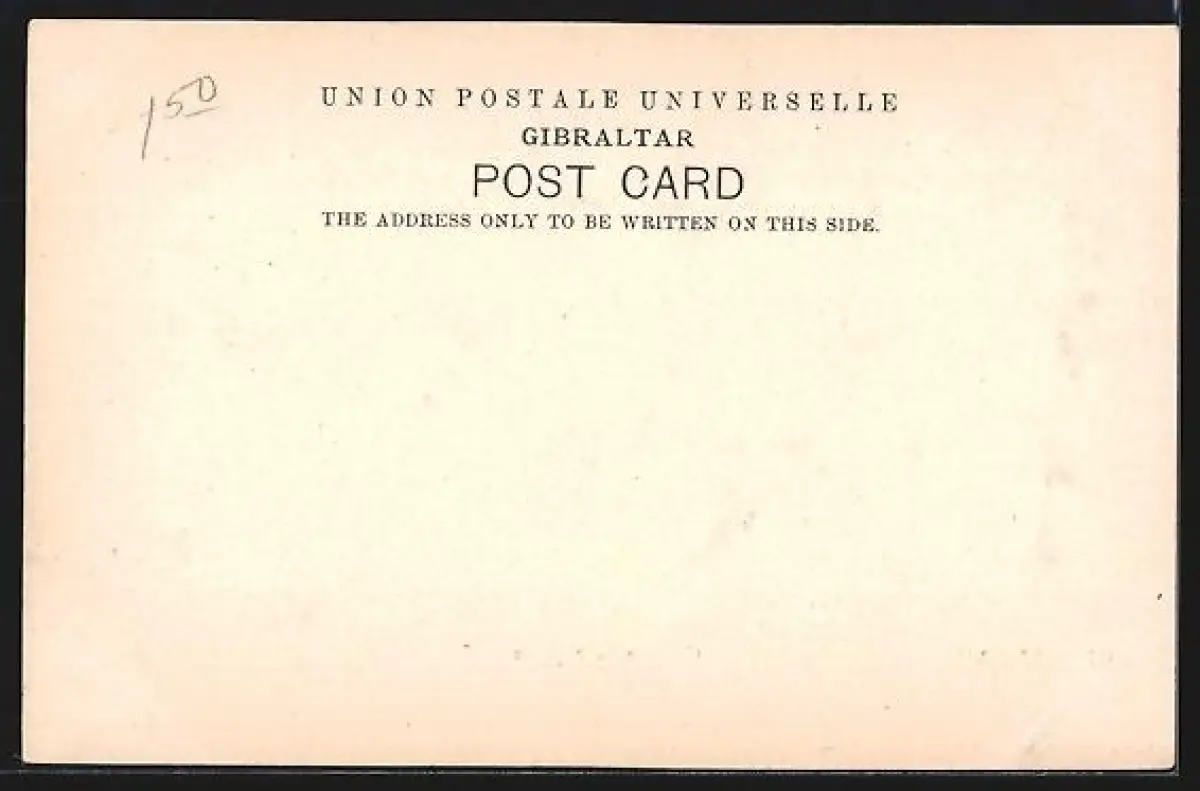 150
UNION POSTALE UNIVERSELLE
GIBRALTAR
POST CARD
THE ADDRESS ONLY TO BE WRITTEN ON THIS SIDE.